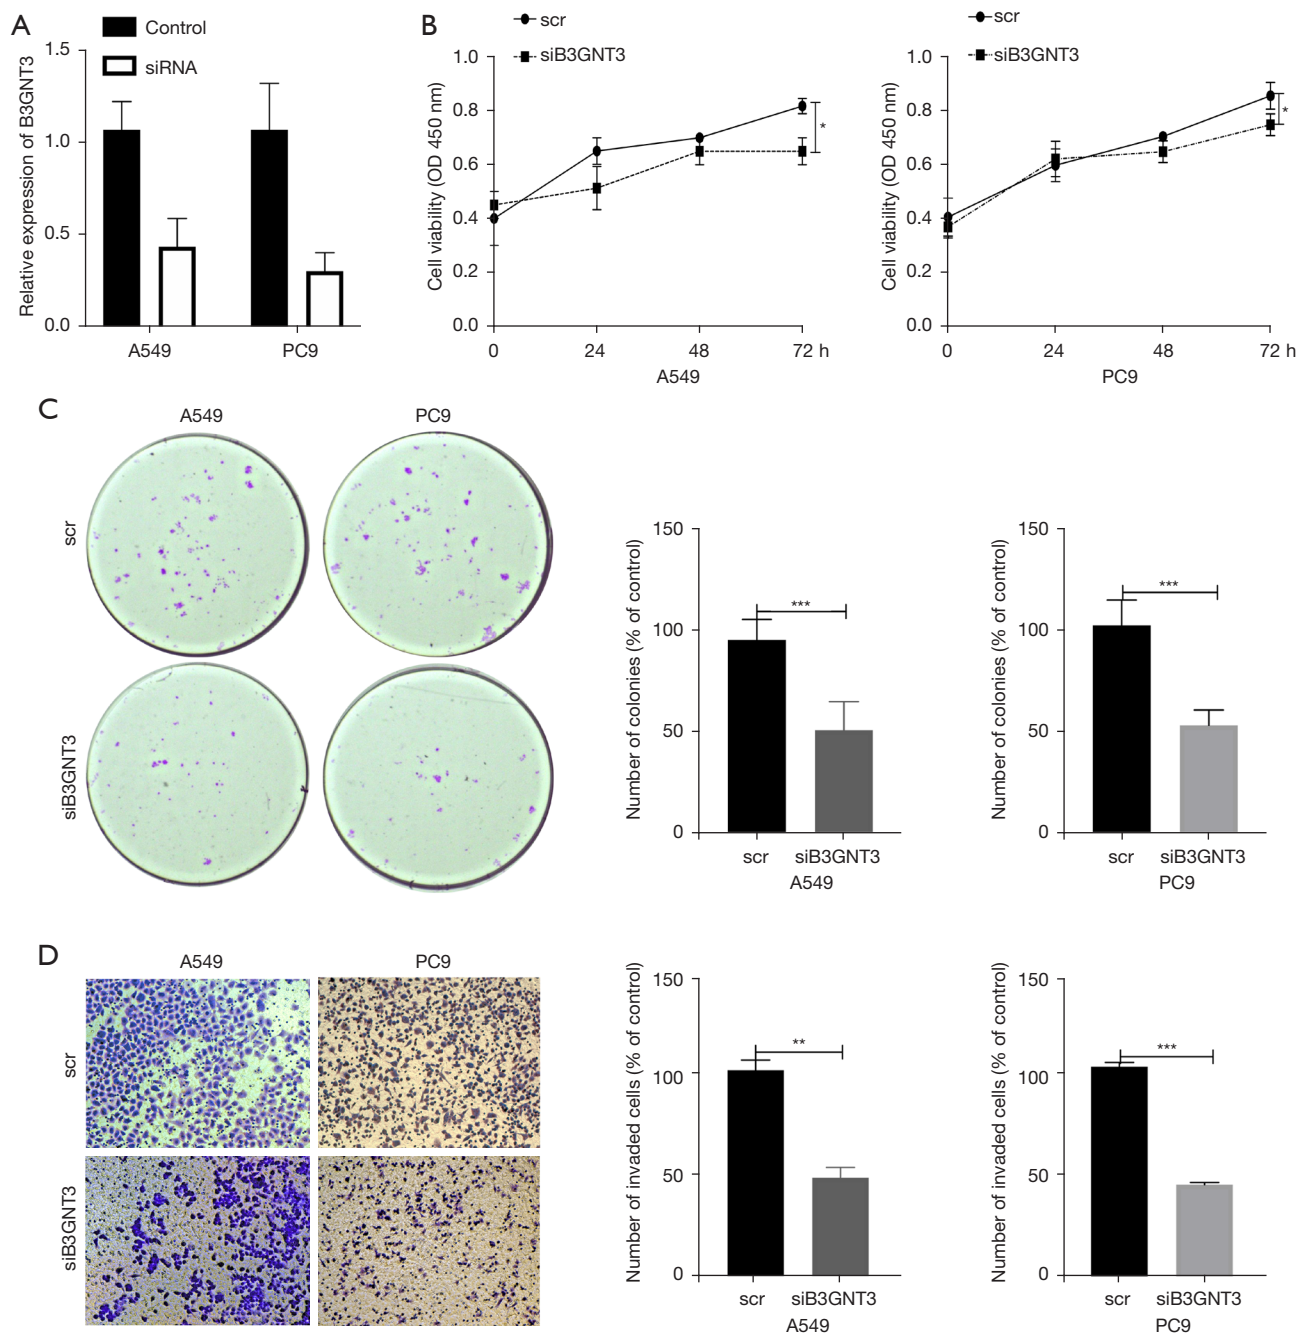 A
Control
siRNA
Relative expression of B3GNT3
1.5
1.0
0.5
0.0
A549
PC9
B
scr
siB3GNT3
Cell viability (OD 450 nm)
1.0
0.8
0.6
0.4
0.2
0.0
*
0 24 48 72 h
A549
scr
siB3GNT3
Cell viability (OD 450 nm)
1.0
0.8
0.6
0.4
0.2
0.0
*
0 24 48 72 h
PC9
C
A549 PC9
scr
siB3GNT3
Number of colonies (% of control)
150
100
50
0
***
scr siB3GNT3
A549
Number of colonies (% of control)
150
100
50
0
***
scr siB3GNT3
PC9
D
A549 PC9
scr
siB3GNT3
Number of invaded cells (% of control)
150
100
50
0
**
scr siB3GNT3
A549
Number of invaded cells (% of control)
150
100
50
0
***
scr siB3GNT3
PC9